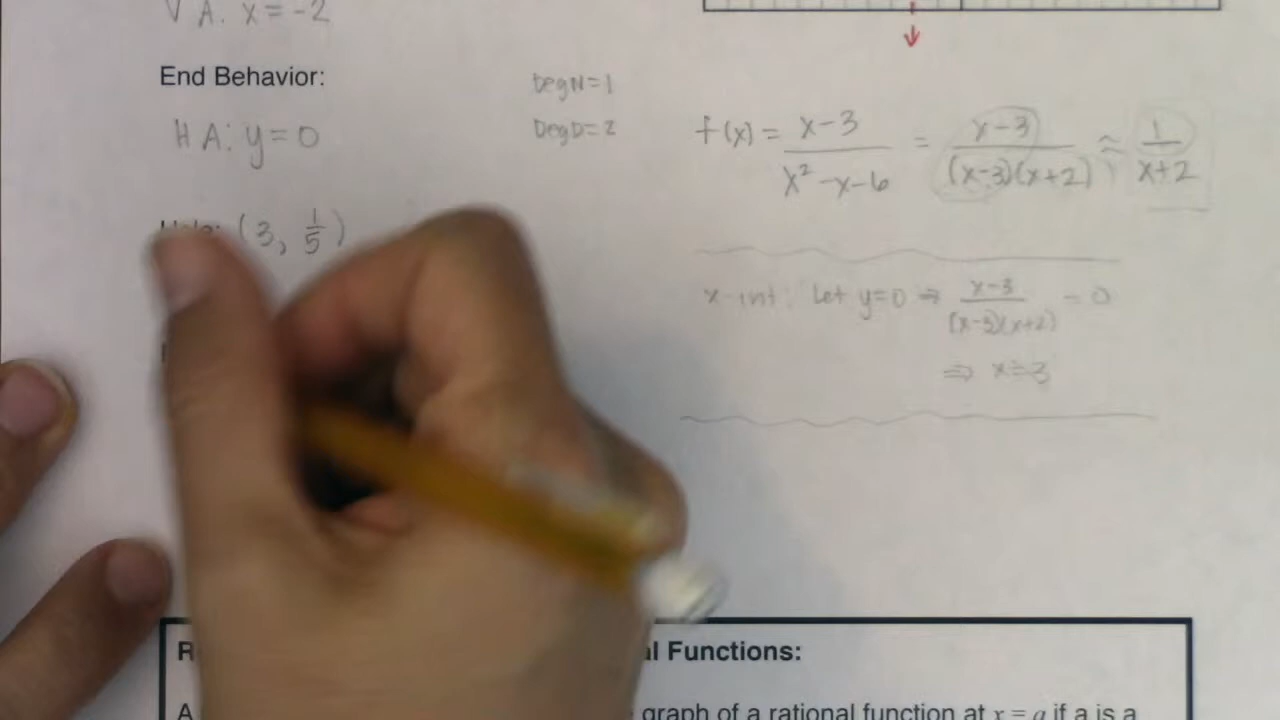 V A: x = -2
End Behavior:
DegN=1
DegD=2
H A: y=0
f(x) = x-3 / x² -x-6 = x-3 / (x-3)(x+2) ≈ 1 / x+2
(3, 1/5)
x-int: Let y=0 ⇒ x-3 / (x-3)(x+2) = 0
⇒ x=3
al Functions:
graph of a rational function at x = a if a is a